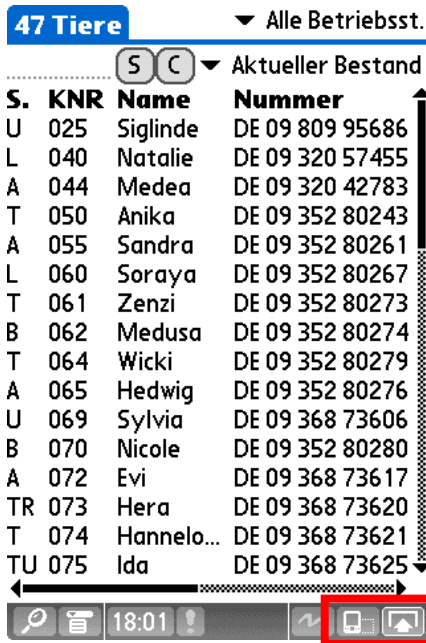 47 Tiere Alle Betriebsst.
S C Aktueller Bestand
S. KNR Name Nummer
U 025 Siglinde DE 09 809 95686
L 040 Natalie DE 09 320 57455
A 044 Medea DE 09 320 42783
T 050 Anika DE 09 352 80243
A 055 Sandra DE 09 352 80261
L 060 Soraya DE 09 352 80267
T 061 Zenzi DE 09 352 80273
B 062 Medusa DE 09 352 80274
T 064 Wicki DE 09 352 80279
A 065 Hedwig DE 09 352 80276
U 069 Sylvia DE 09 368 73606
B 070 Nicole DE 09 352 80280
A 072 Evi DE 09 368 73617
TR 073 Hera DE 09 368 73620
T 074 Hannelo... DE 09 368 73621
TU 075 Ida DE 09 368 73625
18:01 !